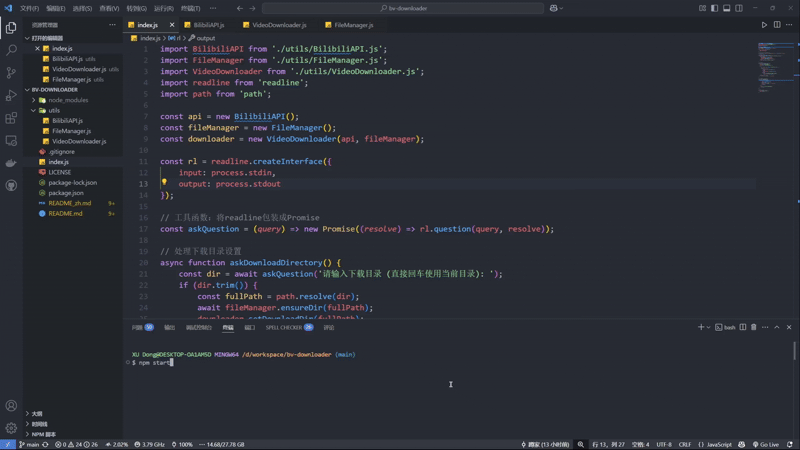 文件(F) 编辑(E) 选择(S) 查看(V) 转到(G) 运行(R) 终端(T) ··· bv-downloader
资源管理器 ··· index.js BilibiliAPI.js VideoDownloader.js FileManager.js
打开的编辑器 index.js > rl > output
index.js
BilibiliAPI.js utils
VideoDownloader.js utils
FileManager.js utils
BV-DOWNLOADER
node_modules
utils
BilibiliAPI.js
FileManager.js
VideoDownloader.js
.gitignore
index.js
LICENSE
package-lock.json
package.json
README_zh.md 9+
README.md 9+
1 import BilibiliAPI from './utils/BilibiliAPI.js';
2 import FileManager from './utils/FileManager.js';
3 import VideoDownloader from './utils/VideoDownloader.js';
4 import readline from 'readline';
5 import path from 'path';
6
7 const api = new BilibiliAPI();
8 const fileManager = new FileManager();
9 const downloader = new VideoDownloader(api, fileManager);
10
11 const rl = readline.createInterface({
12 input: process.stdin,
13 output: process.stdout
14 });
15
16 // 工具函数：将readline包装成Promise
17 const askQuestion = (query) => new Promise((resolve) => rl.question(query, resolve));
18
19 // 处理下载目录设置
20 async function askDownloadDirectory() {
21 const dir = await askQuestion('请输入下载目录 (直接回车使用当前目录): ');
22 if (dir.trim()) {
23 const fullPath = path.resolve(dir);
24 await fileManager.ensureDir(fullPath);
downloader.setDownloadDir(fullPath);
问题 50 输出 调试控制台 终端 端口 SPELL CHECKER 26 评论 bash
XU Dong@DESKTOP-OA1AM5D MINGW64 /d/workspace/bv-downloader (main)
$ npm start
大纲
时间线
NPM 脚本
main 0 24 26 2.02% 3.79 GHz 100% 14.68/27.78 GB (13 小时前) 行 13，列 27 空格: 4 UTF-8 CRLF {} JavaScript Go Live